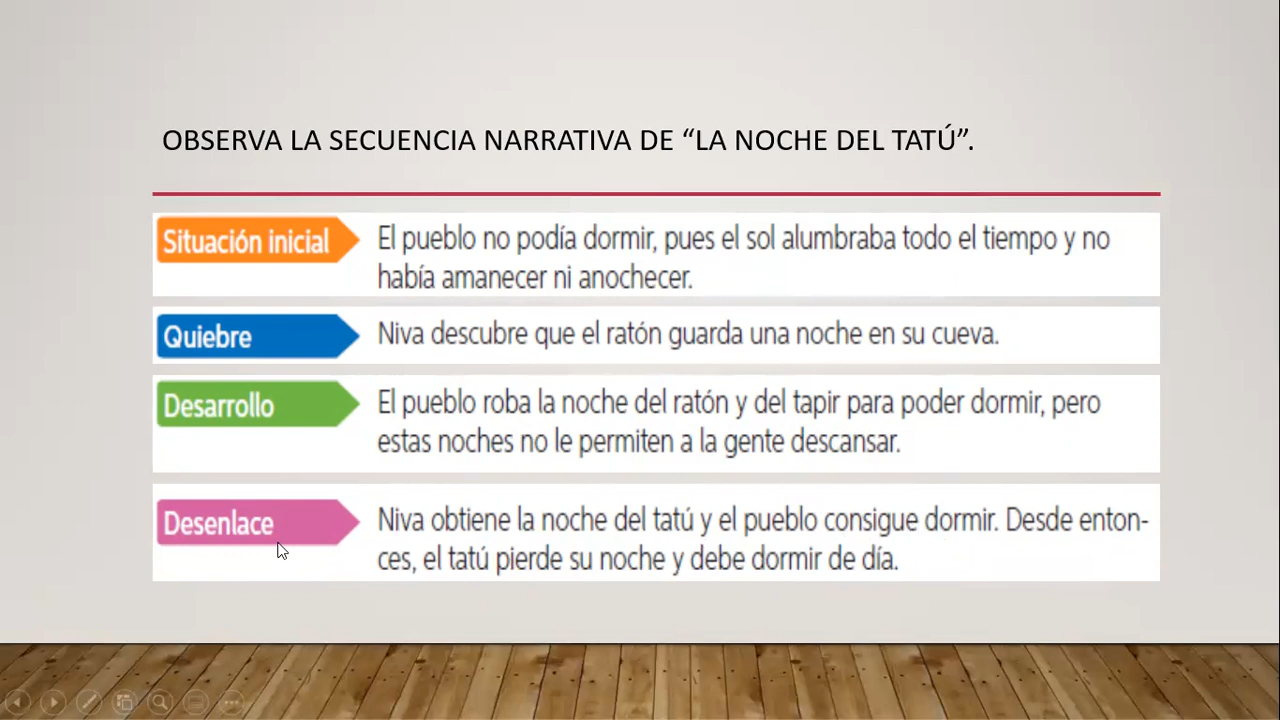 OBSERVA LA SECUENCIA NARRATIVA DE “LA NOCHE DEL TATÚ”.
Situación inicial
El pueblo no podía dormir, pues el sol alumbraba todo el tiempo y no
había amanecer ni anochecer.
Quiebre
Niva descubre que el ratón guarda una noche en su cueva.
Desarrollo
El pueblo roba la noche del ratón y del tapir para poder dormir, pero
estas noches no le permiten a la gente descansar.
Desenlace
Niva obtiene la noche del tatú y el pueblo consigue dormir. Desde enton-
ces, el tatú pierde su noche y debe dormir de día.